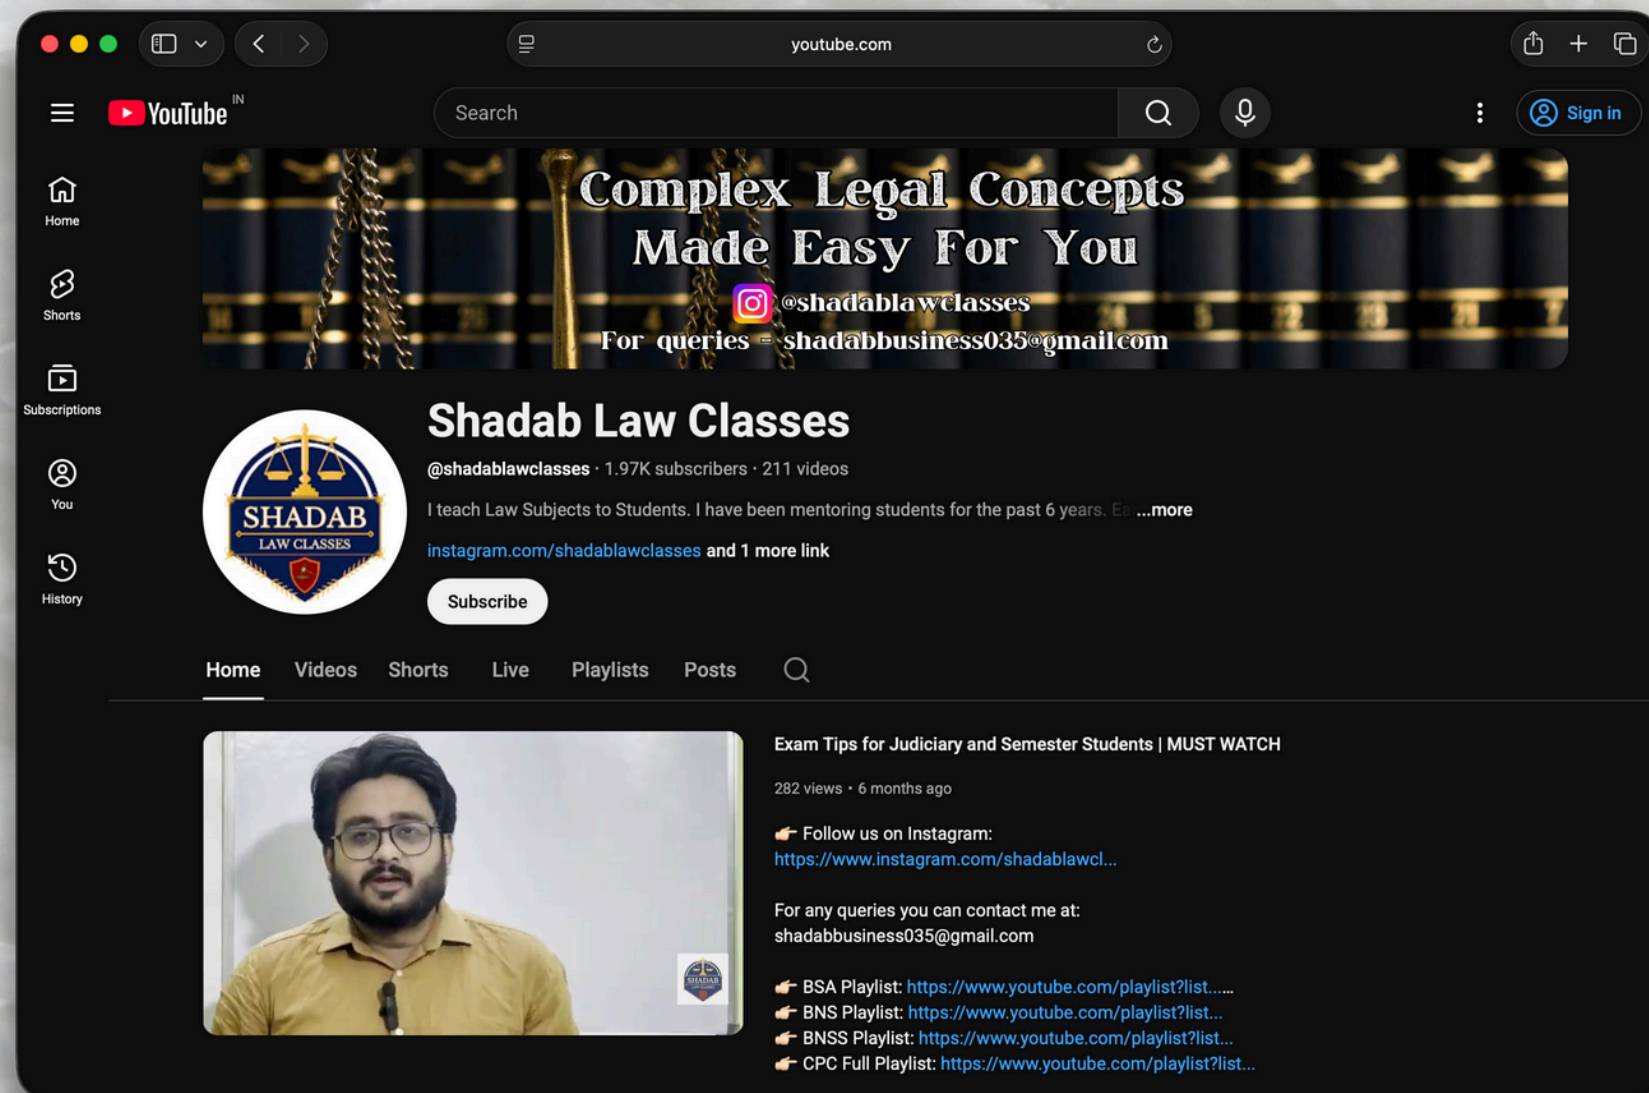 youtube.com
YouTube IN
Search
Sign in
Home
Shorts
Subscriptions
You
History
Complex Legal Concepts
Made Easy For You
@shadablawclasses
For queries - shadabbusiness035@gmail.com
SHADAB
LAW CLASSES
Shadab Law Classes
@shadablawclasses · 1.97K subscribers · 211 videos
I teach Law Subjects to Students. I have been mentoring students for the past 6 years. Ea ...more
instagram.com/shadablawclasses and 1 more link
Subscribe
Home Videos Shorts Live Playlists Posts
SHADAB
Exam Tips for Judiciary and Semester Students | MUST WATCH
282 views • 6 months ago
👉🏻 Follow us on Instagram:
https://www.instagram.com/shadablawcl...
For any queries you can contact me at:
shadabbusiness035@gmail.com
👉🏻 BSA Playlist: https://www.youtube.com/playlist?list......
👉🏻 BNS Playlist: https://www.youtube.com/playlist?list...
👉🏻 BNSS Playlist: https://www.youtube.com/playlist?list...
👉🏻 CPC Full Playlist: https://www.youtube.com/playlist?list...